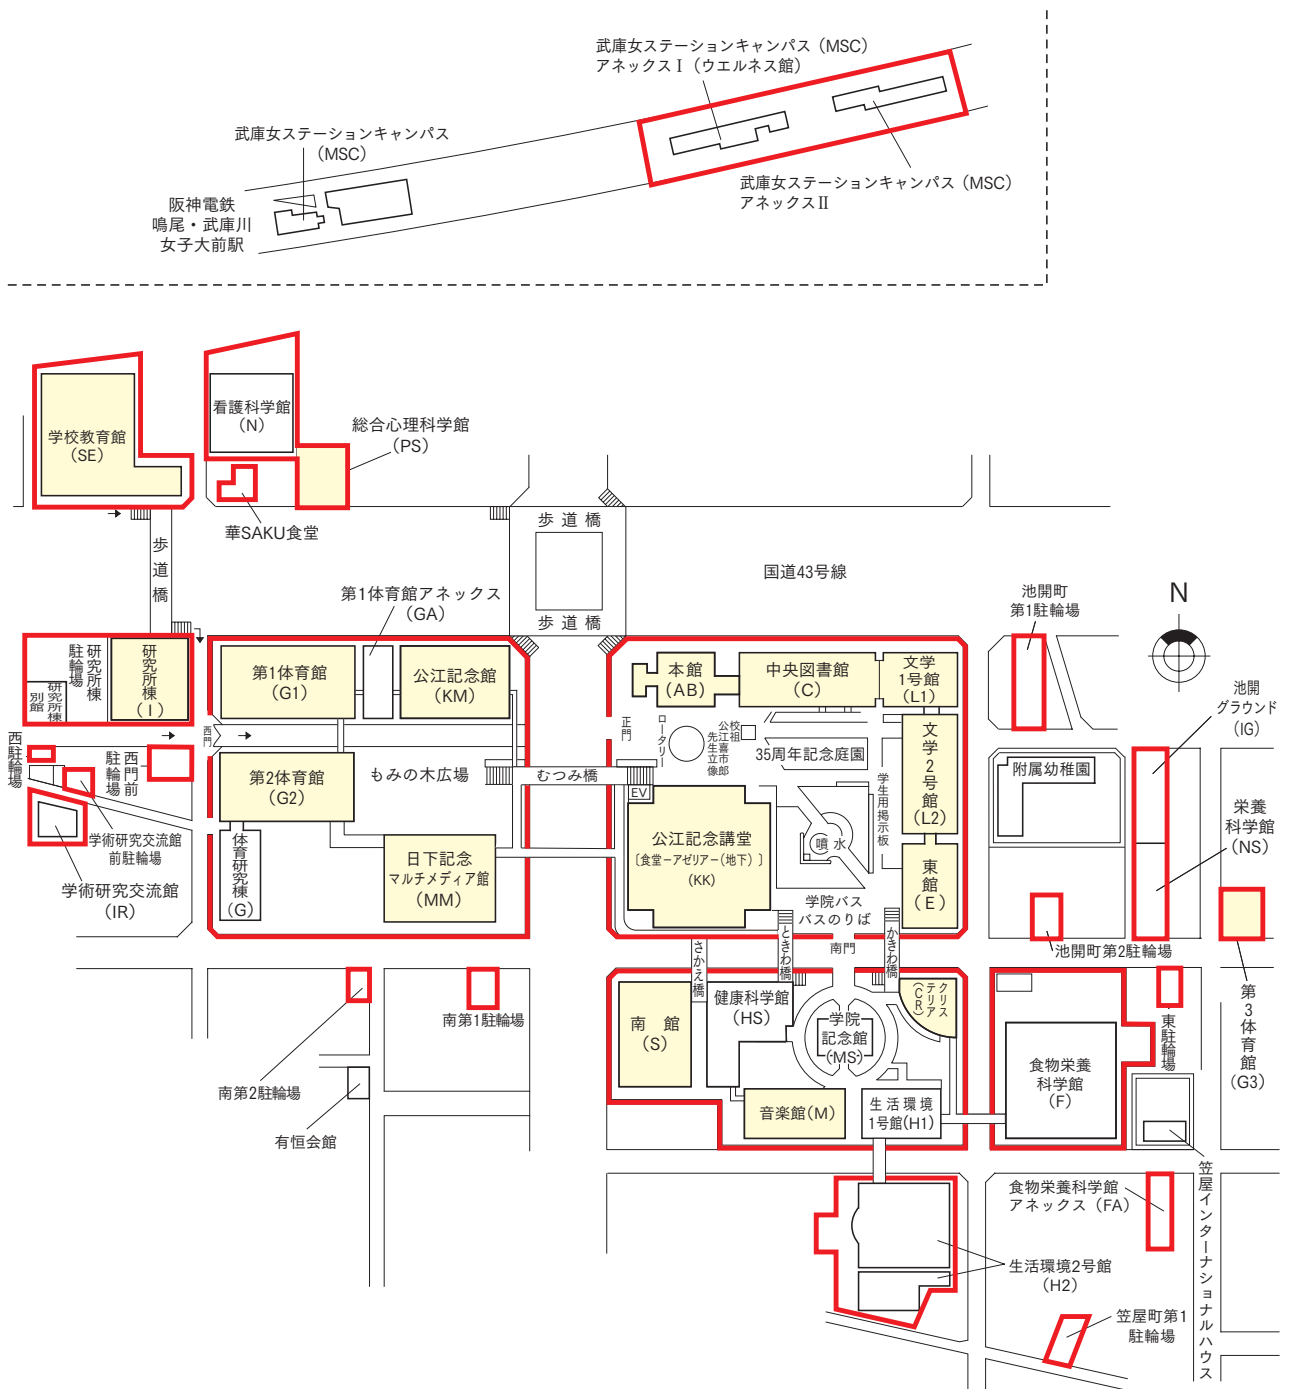 武庫女ステーションキャンパス（MSC）
アネックスⅠ（ウエルネス館）
武庫女ステーションキャンパス
（MSC）
武庫女ステーションキャンパス（MSC）
アネックスⅡ
阪神電鉄
鳴尾・武庫川
女子大前駅
学校教育館
（SE）
看護科学館
（N）
総合心理科学館
（PS）
華SAKU食堂
歩道橋
歩道橋
歩道橋
国道43号線
第1体育館アネックス
（GA）
池開町
第1駐輪場
N
研究所棟
駐輪場
研究所棟
別館
研究所棟
（I）
第1体育館
（G1）
公江記念館
（KM）
本館
（AB）
中央図書館
（C）
文学
1号館
（L1）
池開
グラウンド
（IG）
西門
正門
ロータリー
校祖
公江喜市郎
先生立像
35周年記念庭園
文学2号館
（L2）
学生用掲示板
西駐輪場
西門前
駐輪場
第2体育館
（G2）
もみの木広場
むつみ橋
EV
附属幼稚園
栄養
科学館
（NS）
公江記念講堂
〔食堂－アゼリア－（地下）〕
（KK）
噴水
東館
（E）
学術研究交流館
前駐輪場
学術研究交流館
（IR）
体育研究棟
（G）
日下記念
マルチメディア館
（MM）
学院バス
バスのりば
南門
さかえ橋
ときわ橋
かきわ橋
池開町第2駐輪場
第3体育館
（G3）
南第1駐輪場
南第2駐輪場
有恒会館
南館
（S）
健康科学館
（HS）
学院
記念館
（MS）
クリス
テリア
（CR）
東駐輪場
食物栄養
科学館
（F）
音楽館（M）
生活環境
1号館（H1）
笠屋インターナショナルハウス
食物栄養科学館
アネックス（FA）
生活環境2号館
（H2）
笠屋町第1
駐輪場